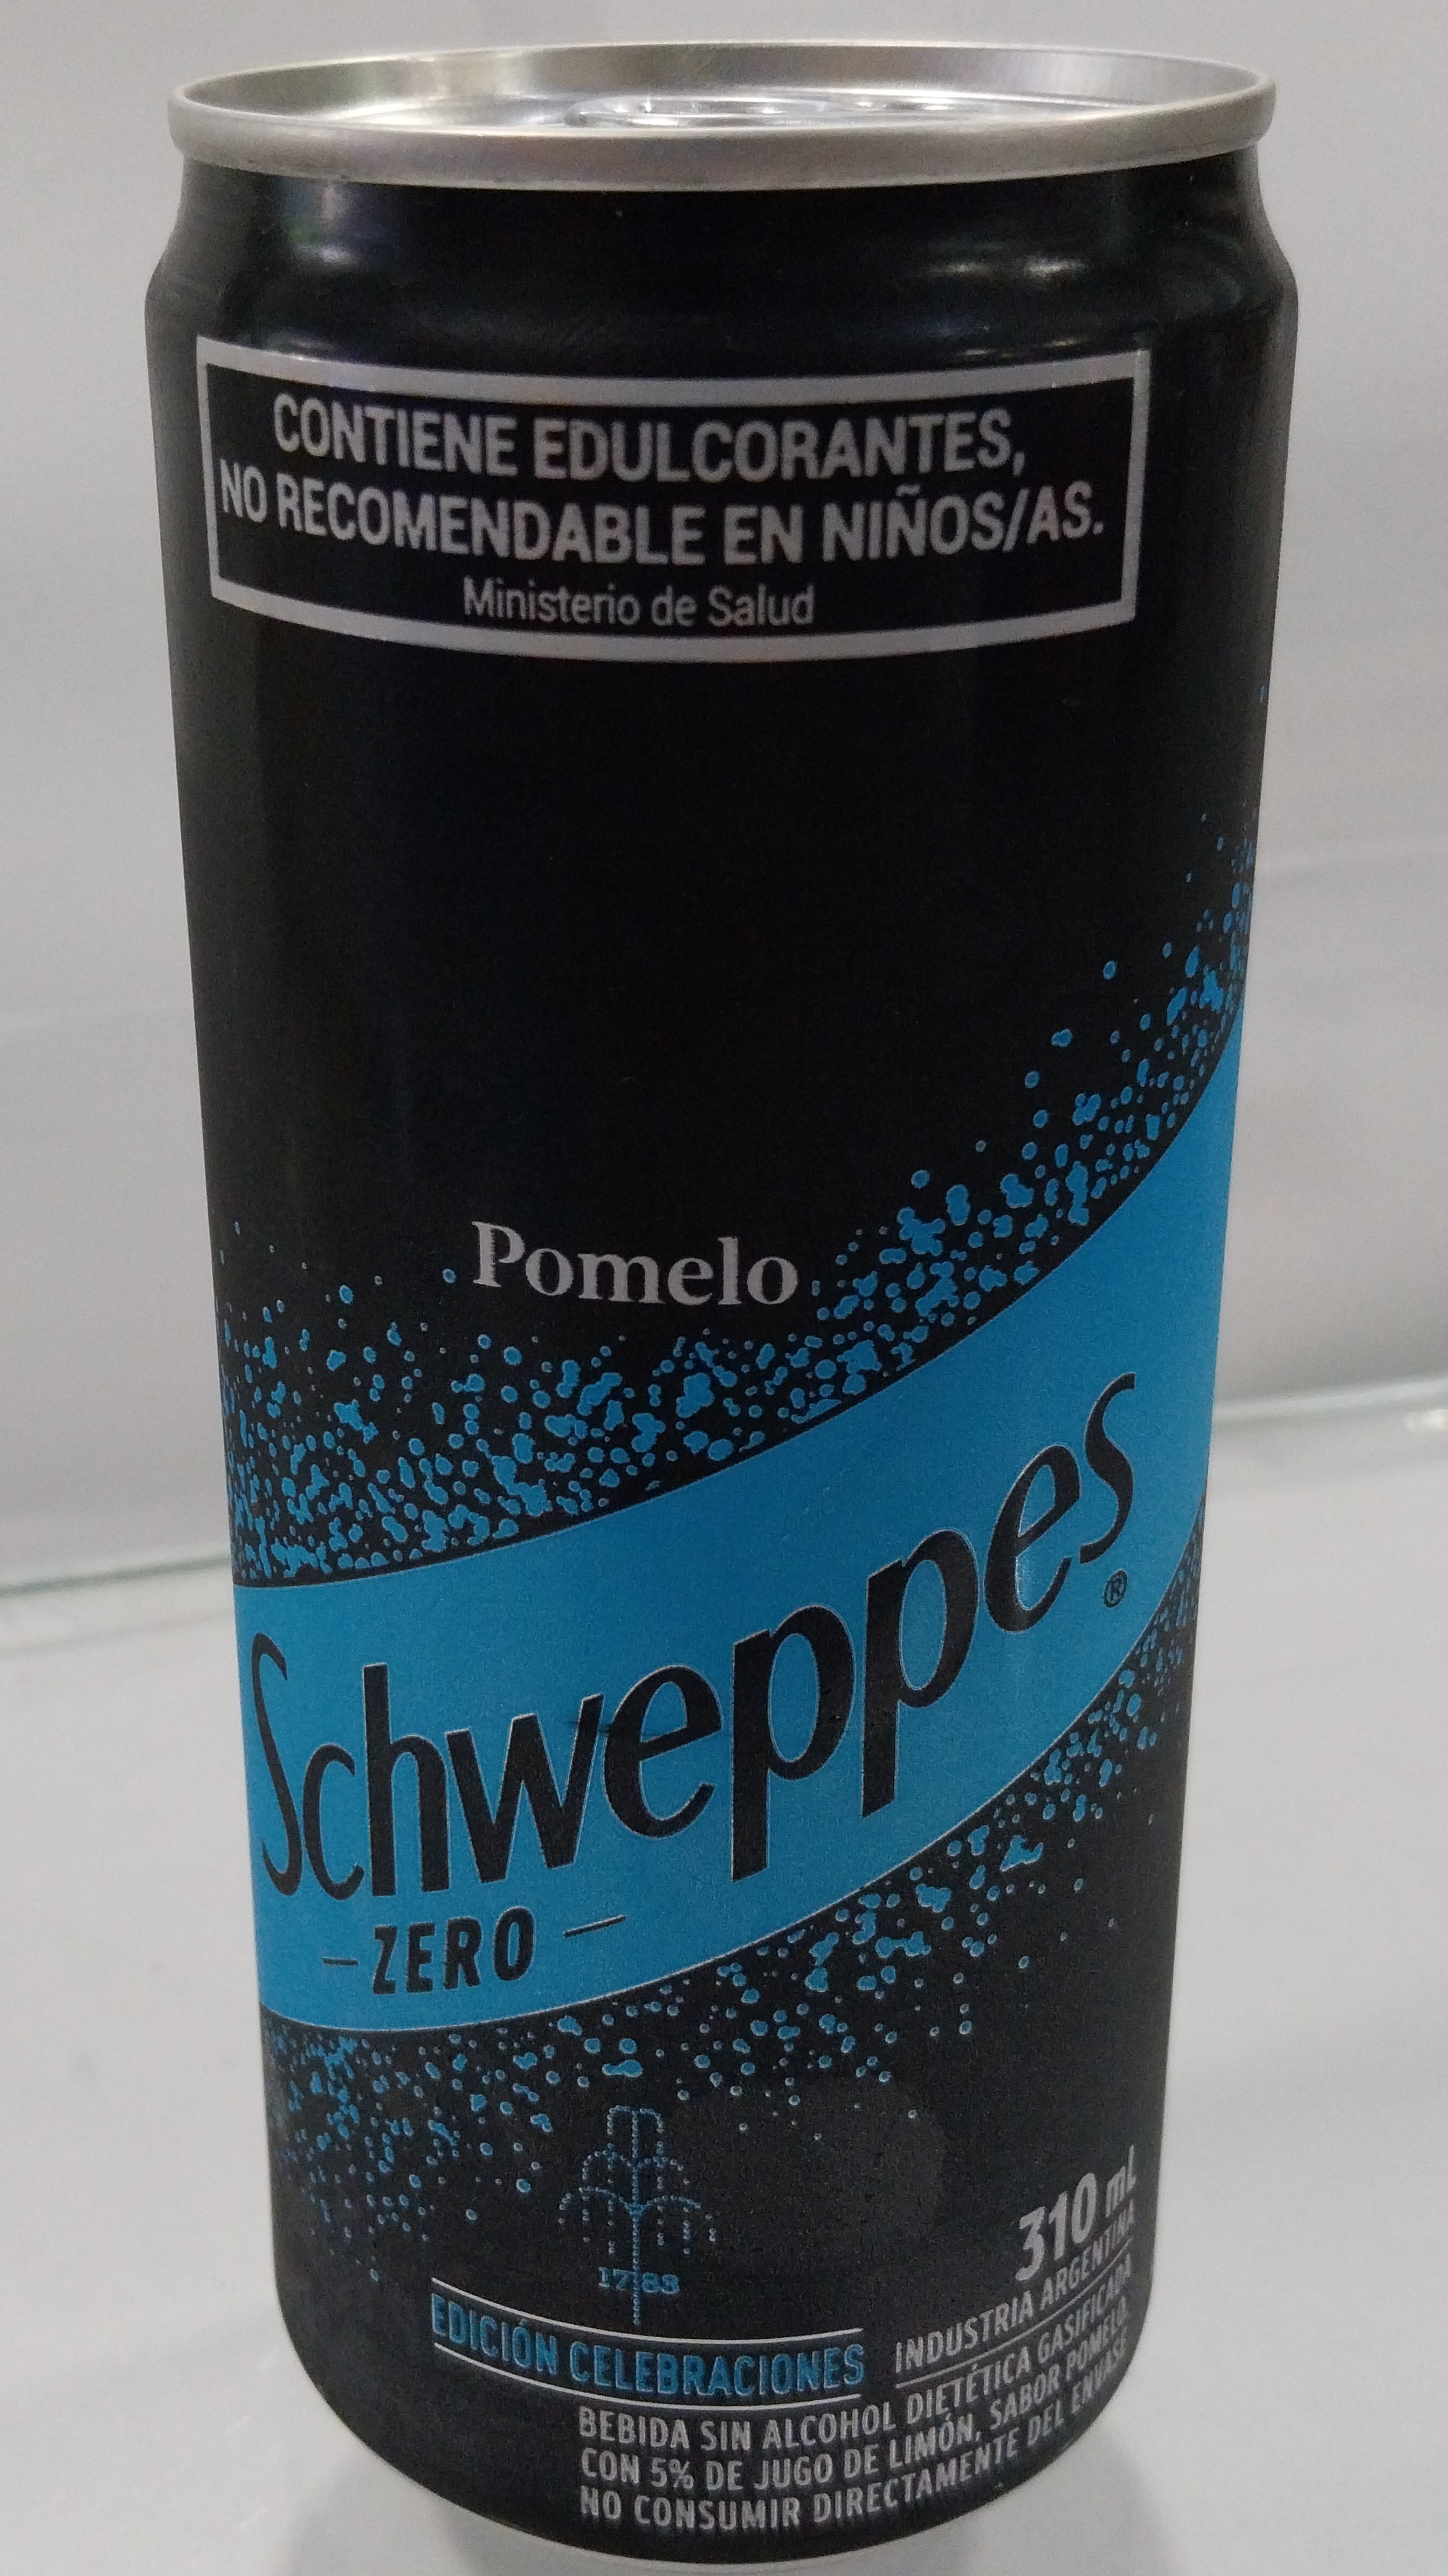 CONTIENE EDULCORANTES,
NO RECOMENDABLE EN NIÑOS/AS.
Ministerio de Salud
Pomelo
Schweppes®
—ZERO—
1783
EDICIÓN CELEBRACIONES
310 mL
INDUSTRIA ARGENTINA
BEBIDA SIN ALCOHOL DIETÉTICA GASIFICADA
CON 5% DE JUGO DE LIMÓN, SABOR POMELO.
NO CONSUMIR DIRECTAMENTE DEL ENVASE